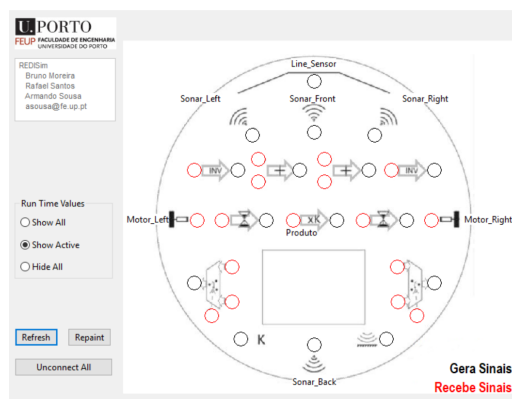 U. PORTO
FEUP FACULDADE DE ENGENHARIA
UNIVERSIDADE DO PORTO
REDISim
Bruno Moreira
Rafael Santos
Armando Sousa
asousa@fe.up.pt
Run Time Values
Show All
Show Active
Hide All
Refresh
Repaint
Unconnect All
Line_Sensor
Sonar_Left
Sonar_Front
Sonar_Right
INV
+
+
INV
Motor_Left
xK
Motor_Right
Produto
K
Sonar_Back
Gera Sinais
Recebe Sinais